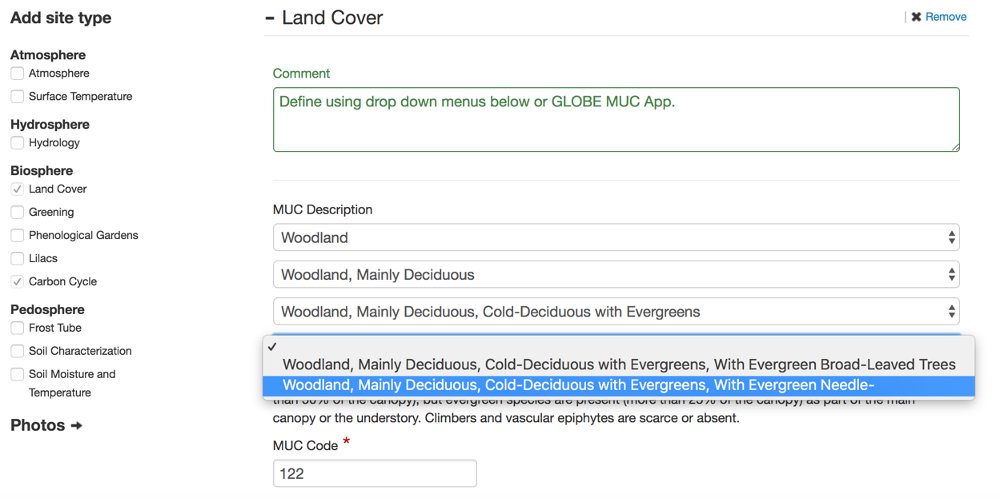 Add site type
Atmosphere
Atmosphere
Surface Temperature
Hydrosphere
Hydrology
Biosphere
Land Cover
Greening
Phenological Gardens
Lilacs
Carbon Cycle
Pedosphere
Frost Tube
Soil Characterization
Soil Moisture and
Temperature
Photos ➔
– Land Cover
| ✖ Remove
Comment
Define using drop down menus below or GLOBE MUC App.
MUC Description
Woodland
Woodland, Mainly Deciduous
Woodland, Mainly Deciduous, Cold-Deciduous with Evergreens
✓
Woodland, Mainly Deciduous, Cold-Deciduous with Evergreens, With Evergreen Broad-Leaved Trees
Woodland, Mainly Deciduous, Cold-Deciduous with Evergreens, With Evergreen Needle-
than 50% of the canopy), but evergreen species are present (more than 25% of the canopy) as part of the main
canopy or the understory. Climbers and vascular epiphytes are scarce or absent.
MUC Code *
122